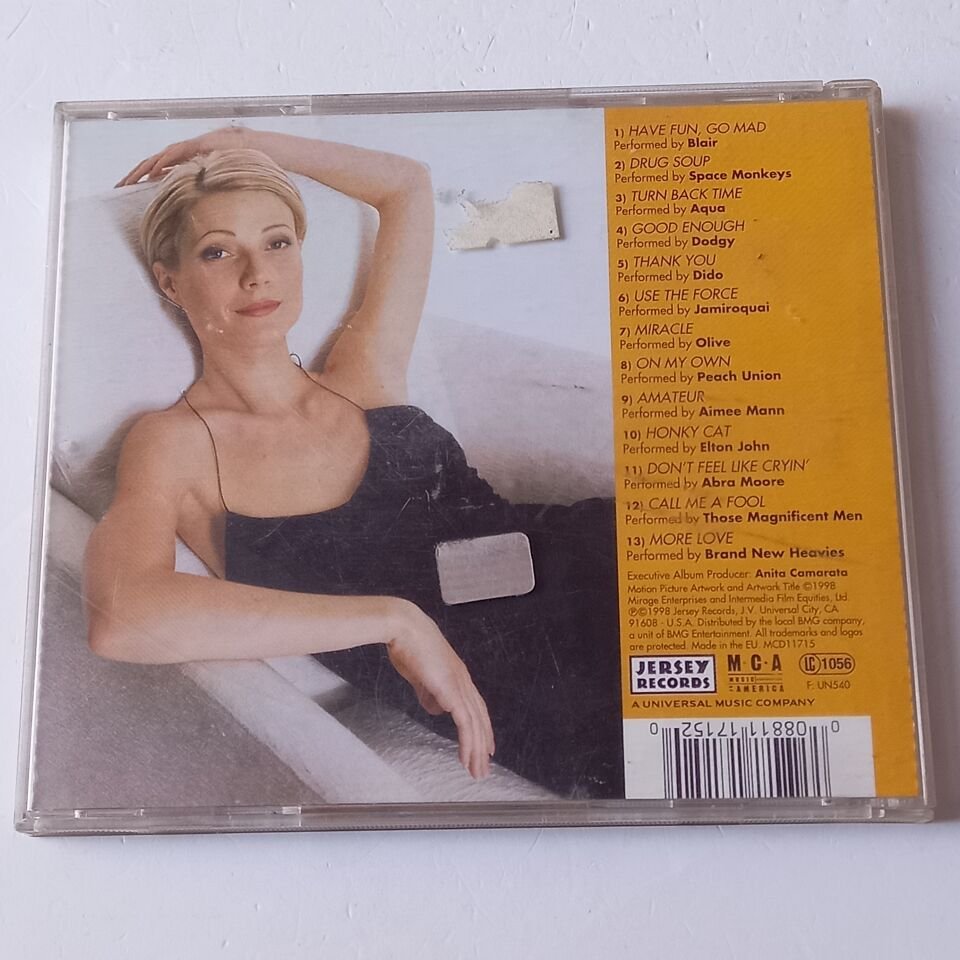 1) HAVE FUN, GO MAD
Performed by Blair
2) DRUG SOUP
Performed by Space Monkeys
3) TURN BACK TIME
Performed by Aqua
4) GOOD ENOUGH
Performed by Dodgy
5) THANK YOU
Performed by Dido
6) USE THE FORCE
Performed by Jamiroquai
7) MIRACLE
Performed by Olive
8) ON MY OWN
Performed by Peach Union
9) AMATEUR
Performed by Aimee Mann
10) HONKY CAT
Performed by Elton John
11) DON'T FEEL LIKE CRYIN'
Performed by Abra Moore
12) CALL ME A FOOL
Performed by Those Magnificent Men
13) MORE LOVE
Performed by Brand New Heavies
Executive Album Producer: Anita Camarata
Motion Picture Artwork and Artwork Title ©1998
Mirage Enterprises and Intermedia Film Equities, Ltd.
℗©1998 Jersey Records, J.V. Universal City, CA
91608 - U.S.A. Distributed by the local BMG company,
a unit of BMG Entertainment. All trademarks and logos
are protected. Made in the EU. MCD11715
JERSEY
RECORDS
M·C·A
MUSIC
OF AMERICA
LC 1056
F: UN540
A UNIVERSAL MUSIC COMPANY
0 08811 17152 0